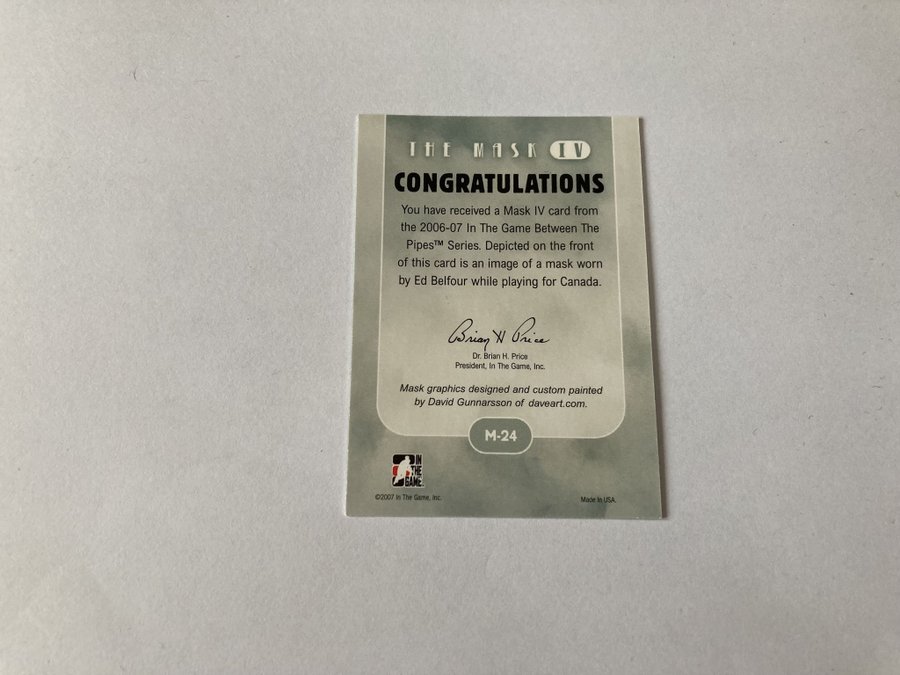 THE MASK IV
CONGRATULATIONS
You have received a Mask IV card from
the 2006-07 In The Game Between The
Pipes™ Series. Depicted on the front
of this card is an image of a mask worn
by Ed Belfour while playing for Canada.
Brian H Price
Dr. Brian H. Price
President, In The Game, Inc.
Mask graphics designed and custom painted
by David Gunnarsson of daveart.com.
M-24
IN
THE
GAME
©2007 In The Game, Inc.
Made In USA.